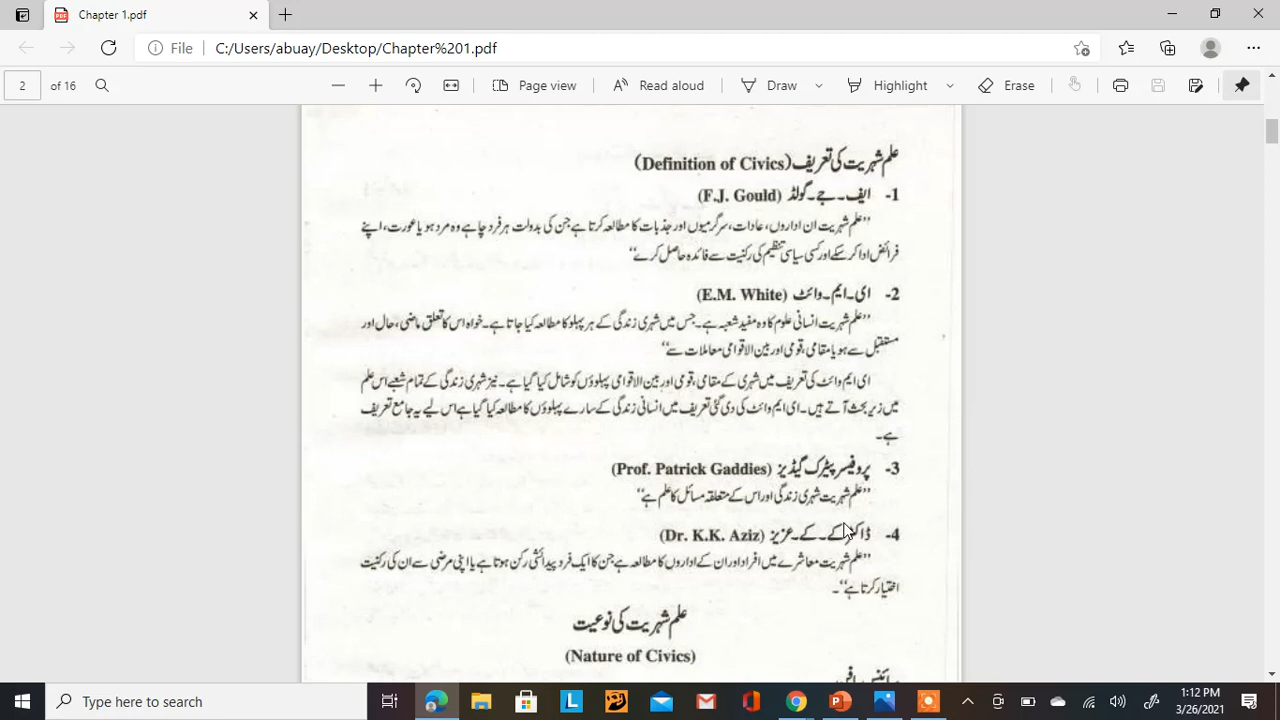 Chapter 1.pdf
File C:/Users/abuay/Desktop/Chapter%201.pdf
2 of 16 Page view Read aloud Draw Highlight Erase
علم شہریت کی تعریف (Definition of Civics)
1- ایف۔جے۔گولڈ (F.J. Gould)
”علم شہریت ان اداروں، عادات، سرگرمیوں اور جذبات کا مطالعہ کرتا ہے جن کی بدولت ہر فرد چاہے وہ مرد ہو یا عورت، اپنے
فرائض ادا کر سکے اور کسی سیاسی تنظیم کی رکنیت سے فائدہ حاصل کرے“
2- ای۔ایم۔وائٹ (E.M. White)
”علم شہریت انسانی علوم کا وہ مفید شعبہ ہے۔ جس میں شہری زندگی کے ہر پہلو کا مطالعہ کیا جاتا ہے۔ خواہ اس کا تعلق ماضی، حال اور
مستقبل سے ہو یا مقامی، قومی اور بین الاقوامی معاملات سے“
ای ایم وائٹ کی تعریف میں شہری کے مقامی، قومی اور بین الاقوامی پہلوؤں کو شامل کیا گیا ہے۔ نیز شہری زندگی کے تمام شعبے اس علم
میں زیر بحث آتے ہیں۔ ای ایم وائٹ کی دی گئی تعریف میں انسانی زندگی کے سارے پہلوؤں کا مطالعہ کیا گیا ہے اس لیے یہ جامع تعریف
ہے۔
3- پروفیسر پیٹرک گیڈیز (Prof. Patrick Gaddies)
”علم شہریت شہری زندگی اور اس کے متعلقہ مسائل کا علم ہے“
4- ڈاکٹر کے۔کے۔عزیز (Dr. K.K. Aziz)
”علم شہریت معاشرے میں افراد اور ان کے اداروں کا مطالعہ ہے جن کا ایک فرد پیدائشی رکن ہوتا ہے یا اپنی مرضی سے ان کی رکنیت
اختیار کرتا ہے“۔
علم شہریت کی نوعیت
(Nature of Civics)
Type here to search
1:12 PM
3/26/2021